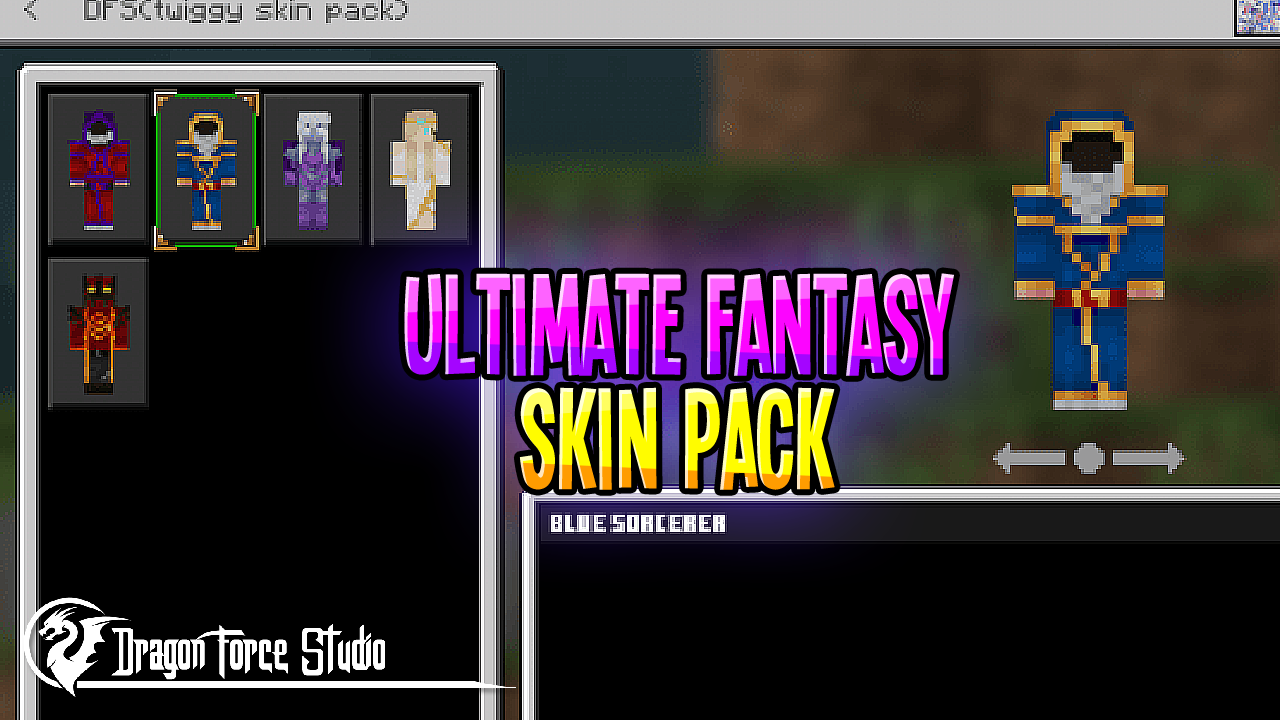 < DFS(twiggy skin pack)
ULTIMATE FANTASY
SKIN PACK
BLUE SORCERER
Dragon Force Studio